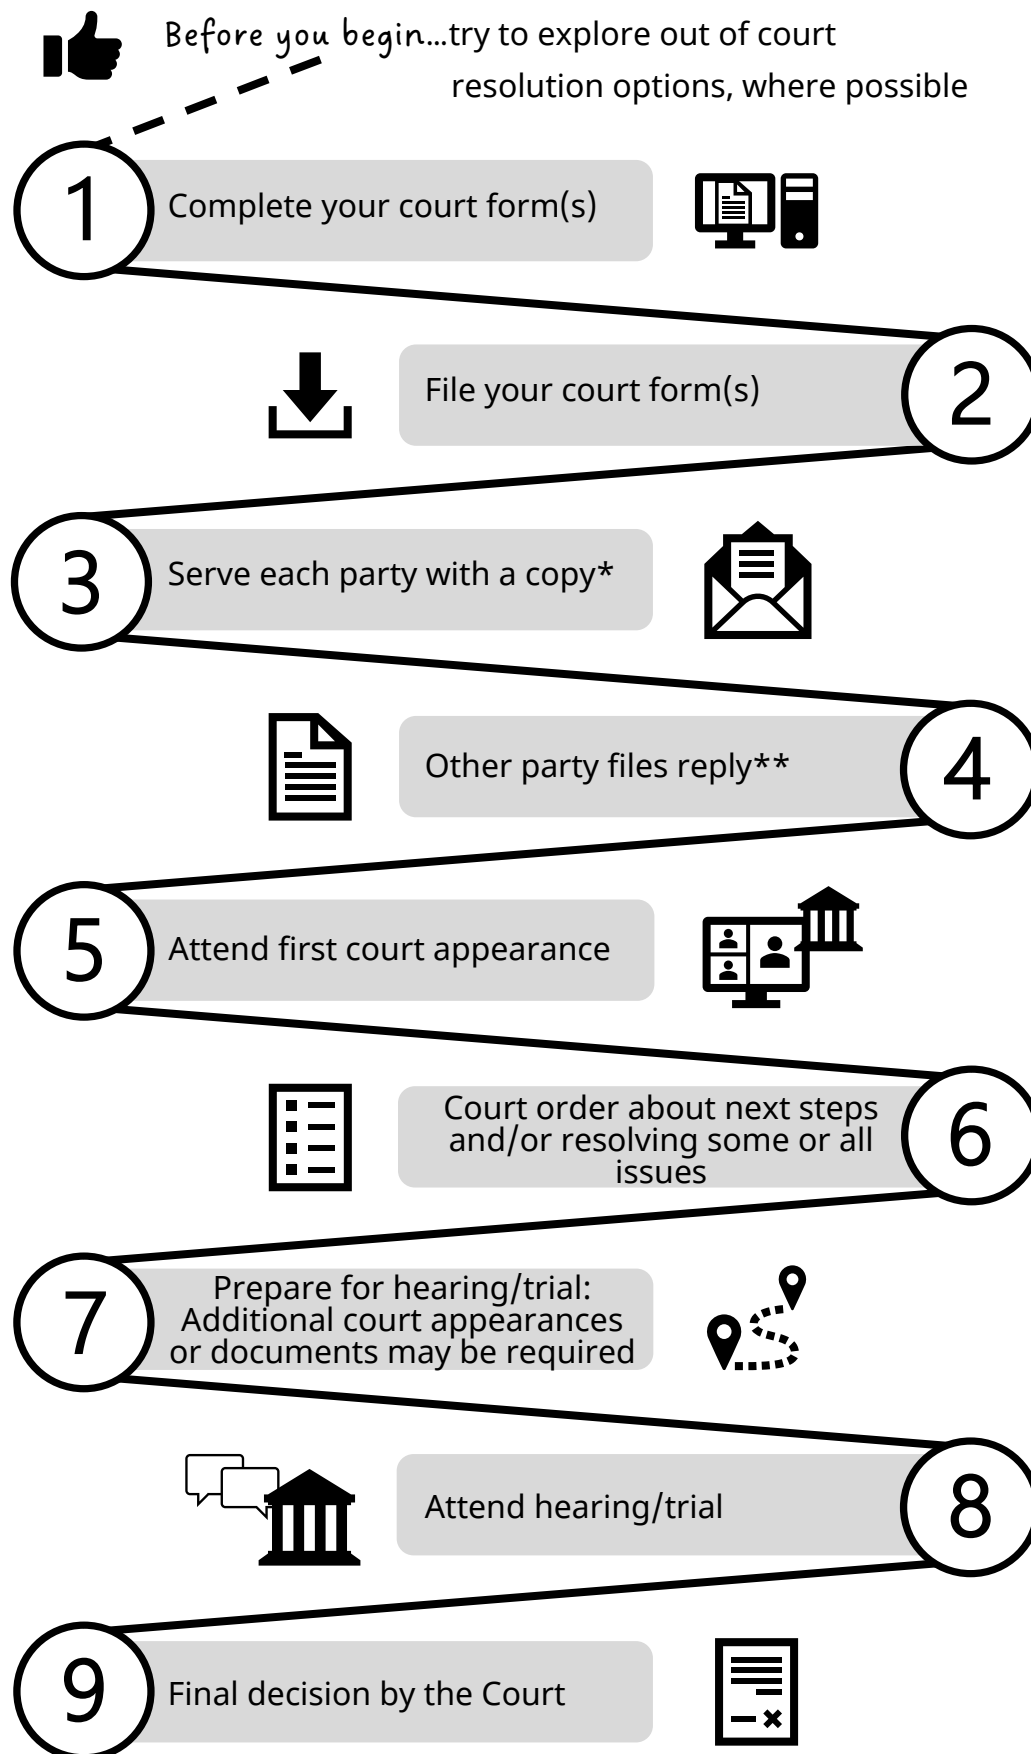 Before you begin...try to explore out of court
resolution options, where possible
1
Complete your court form(s)
2
File your court form(s)
3
Serve each party with a copy*
4
Other party files reply**
5
Attend first court appearance
6
Court order about next steps
and/or resolving some or all
issues
7
Prepare for hearing/trial:
Additional court appearances
or documents may be required
8
Attend hearing/trial
9
Final decision by the Court